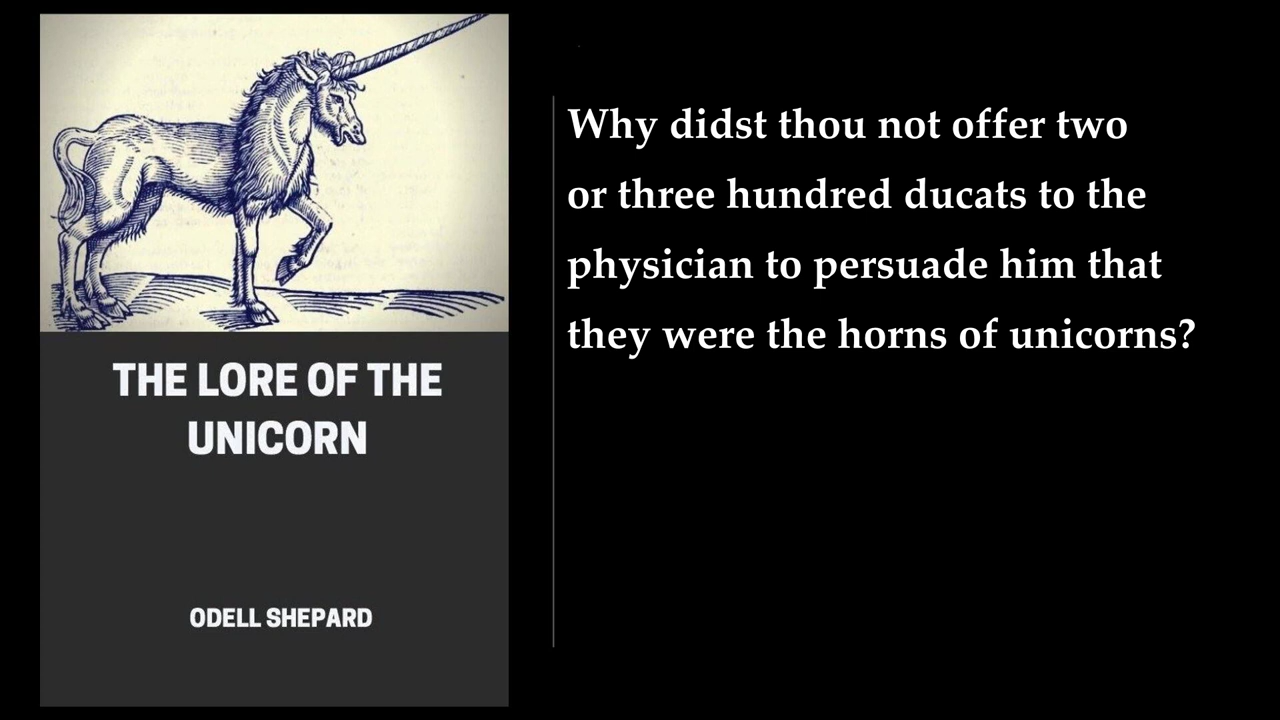 THE LORE OF THE
UNICORN
ODELL SHEPARD
Why didst thou not offer two
or three hundred ducats to the
physician to persuade him that
they were the horns of unicorns?